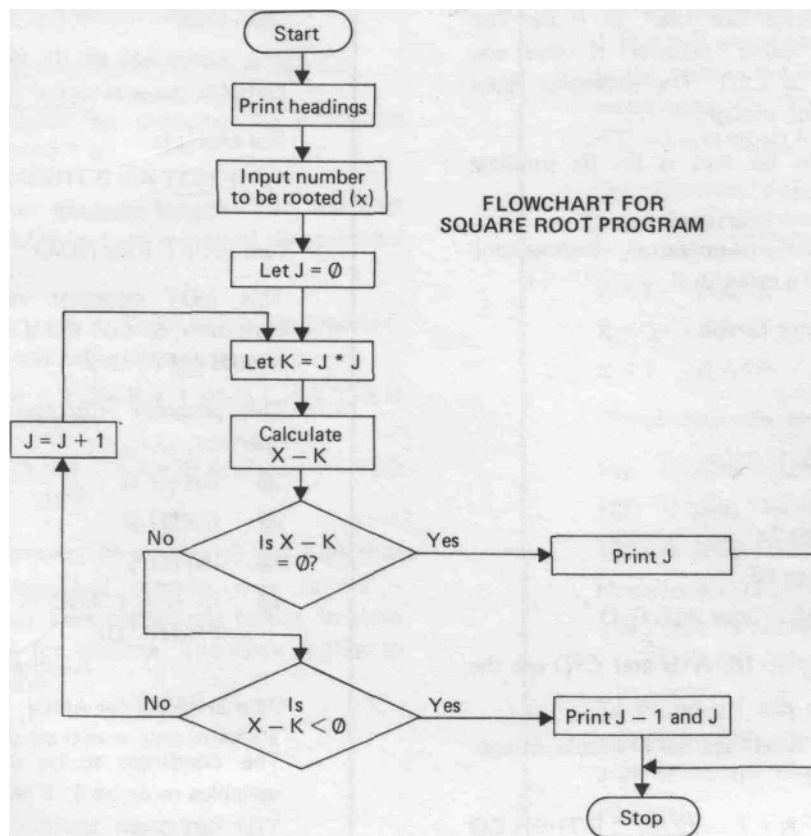 Start
Print headings
Input number
to be rooted (x)
FLOWCHART FOR
SQUARE ROOT PROGRAM
Let J = Ø
Let K = J * J
J = J + 1
Calculate
X – K
No
Is X – K
= Ø?
Yes
Print J
No
Is
X – K < Ø
Yes
Print J – 1 and J
Stop